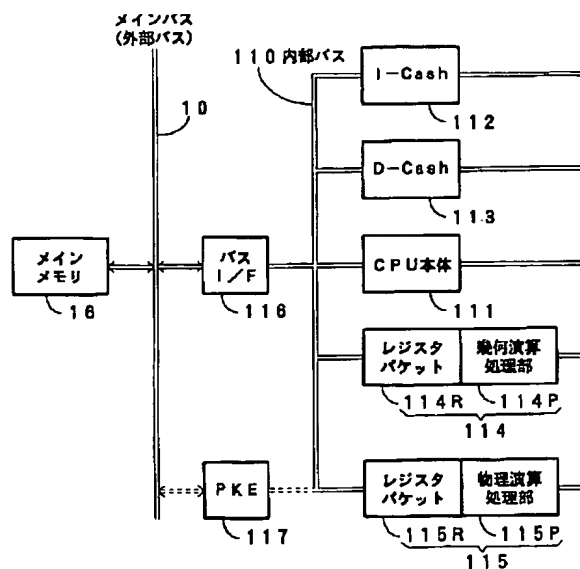 メインバス
(外部バス)
110 内部バス
10
I-Cash
112
D-Cash
113
メイン
メモリ
16
バス
I/F
116
CPU本体
111
レジスタ
パケット
幾何演算
処理部
114R
114P
114
PKE
117
レジスタ
パケット
物理演算
処理部
115R
115P
115